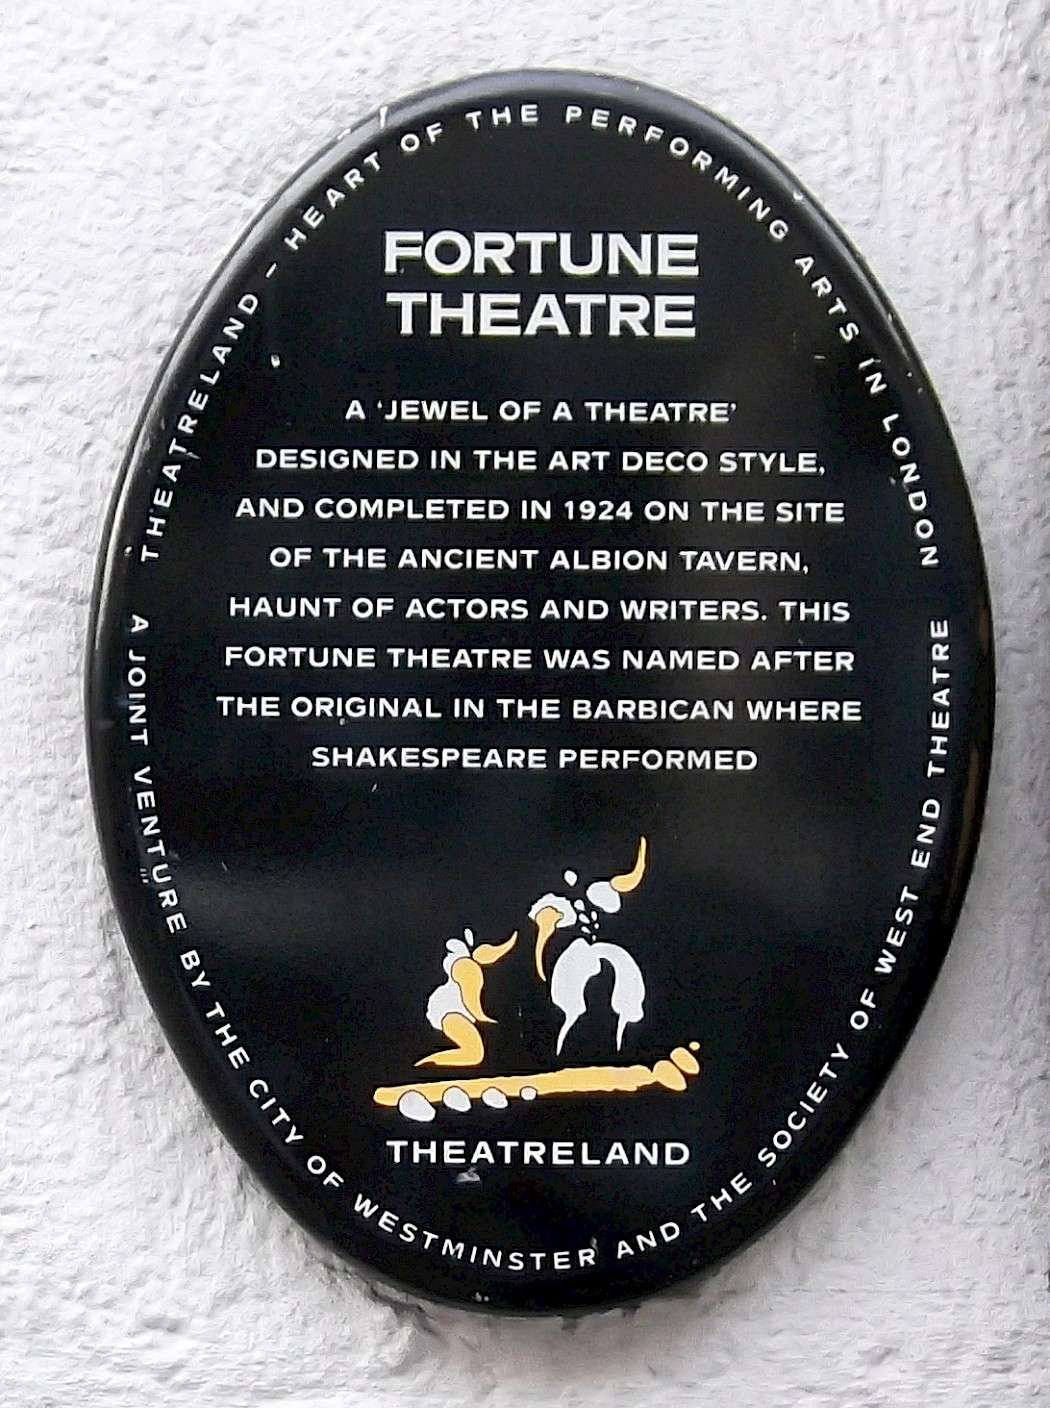 THEATRELAND – HEART OF THE PERFORMING ARTS IN LONDON
FORTUNE
THEATRE
A ‘JEWEL OF A THEATRE’
DESIGNED IN THE ART DECO STYLE,
AND COMPLETED IN 1924 ON THE SITE
OF THE ANCIENT ALBION TAVERN,
HAUNT OF ACTORS AND WRITERS. THIS
FORTUNE THEATRE WAS NAMED AFTER
THE ORIGINAL IN THE BARBICAN WHERE
SHAKESPEARE PERFORMED
THEATRELAND
A JOINT VENTURE BY THE CITY OF WESTMINSTER AND THE SOCIETY OF WEST END THEATRE